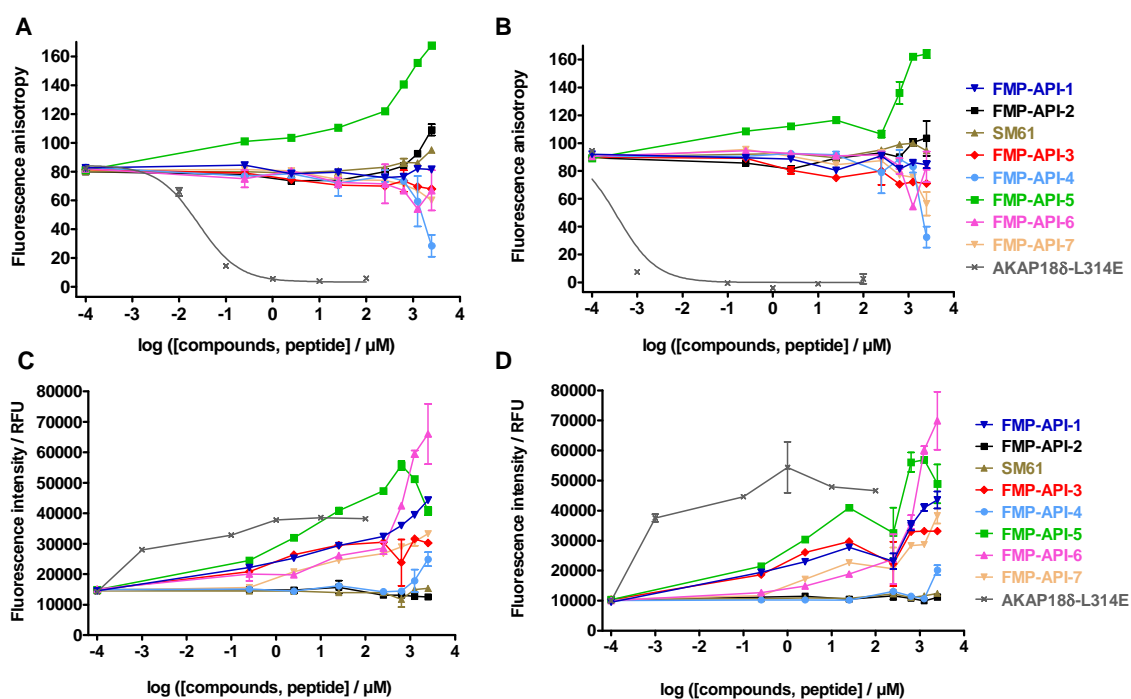 A
Fluorescence anisotropy
160
140
120
100
80
60
40
20
0
-4 -3 -2 -1 0 1 2 3 4
log ([compounds, peptide] / µM)
B
Fluorescence anisotropy
160
140
120
100
80
60
40
20
0
-4 -3 -2 -1 0 1 2 3 4
log ([compounds, peptide] / µM)
FMP-API-1
FMP-API-2
SM61
FMP-API-3
FMP-API-4
FMP-API-5
FMP-API-6
FMP-API-7
AKAP18δ-L314E
C
Fluorescence intensity / RFU
80000
70000
60000
50000
40000
30000
20000
10000
0
-4 -3 -2 -1 0 1 2 3 4
log ([compounds, peptide] / µM)
D
Fluorescence intensity / RFU
80000
70000
60000
50000
40000
30000
20000
10000
0
-4 -3 -2 -1 0 1 2 3 4
log ([compounds, peptide] / µM)
FMP-API-1
FMP-API-2
SM61
FMP-API-3
FMP-API-4
FMP-API-5
FMP-API-6
FMP-API-7
AKAP18δ-L314E